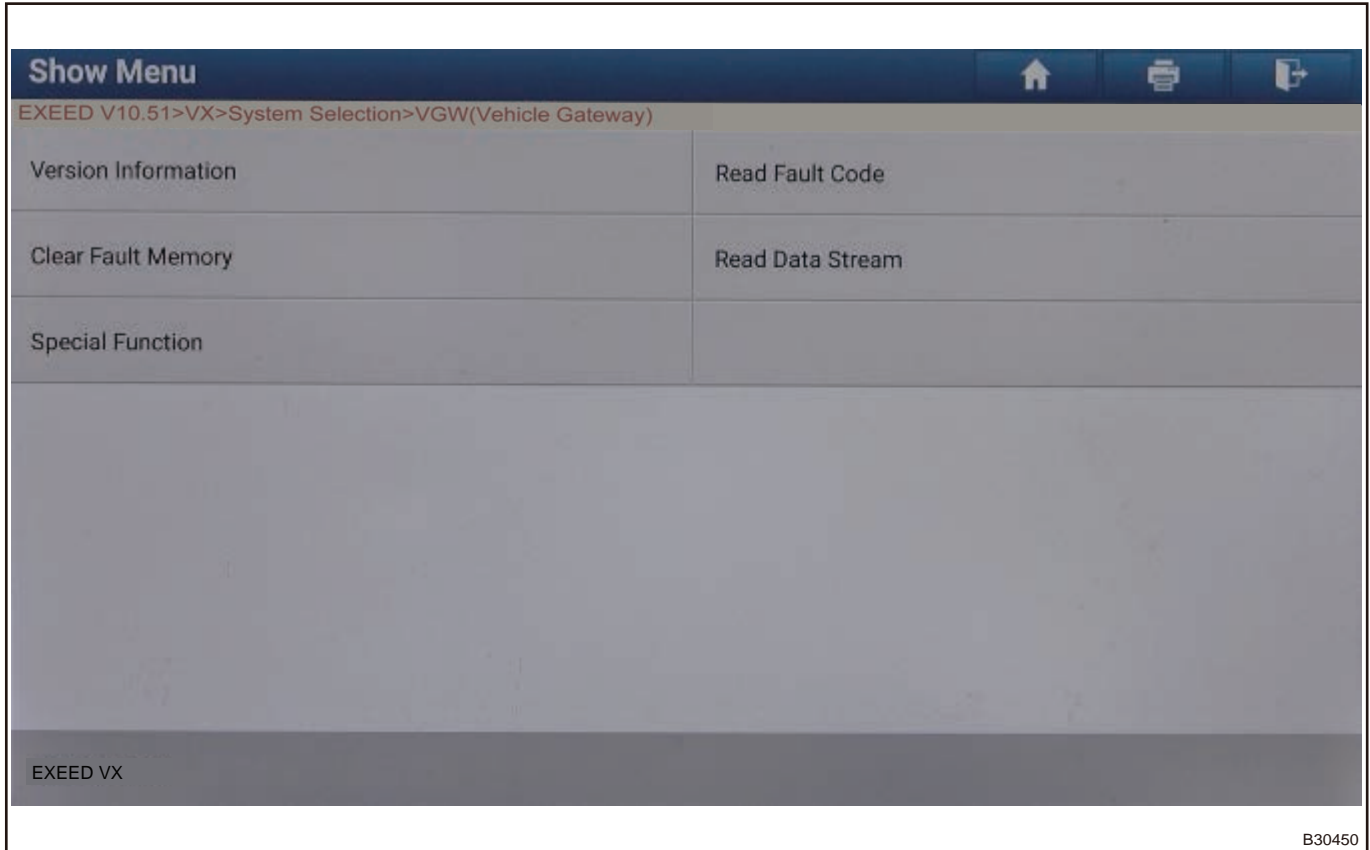 Show Menu
EXEED V10.51>VX>System Selection>VGW(Vehicle Gateway)
Version Information
Read Fault Code
Clear Fault Memory
Read Data Stream
Special Function
EXEED VX
B30450